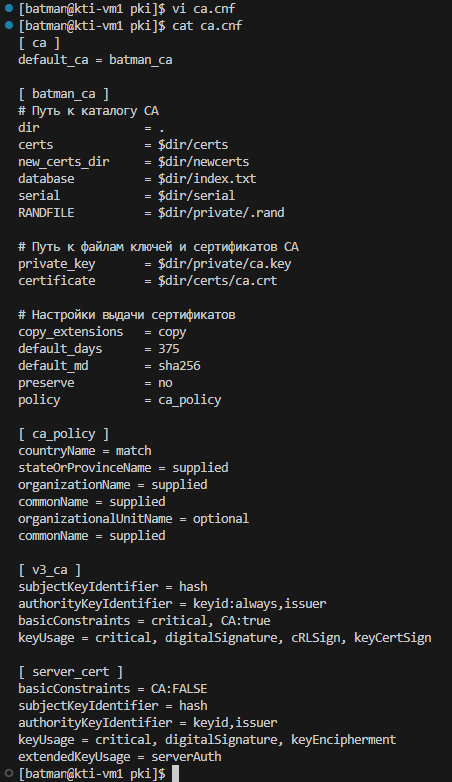 [batman@kti-vm1 pki]$ vi ca.cnf
[batman@kti-vm1 pki]$ cat ca.cnf
[ ca ]
default_ca = batman_ca

[ batman_ca ]
# Путь к каталогу CA
dir               = .
certs             = $dir/certs
new_certs_dir     = $dir/newcerts
database          = $dir/index.txt
serial            = $dir/serial
RANDFILE          = $dir/private/.rand

# Путь к файлам ключей и сертификатов CA
private_key       = $dir/private/ca.key
certificate       = $dir/certs/ca.crt

# Настройки выдачи сертификатов
copy_extensions   = copy
default_days      = 375
default_md        = sha256
preserve          = no
policy            = ca_policy

[ ca_policy ]
countryName = match
stateOrProvinceName = supplied
organizationName = supplied
commonName = supplied
organizationalUnitName = optional
commonName = supplied

[ v3_ca ]
subjectKeyIdentifier = hash
authorityKeyIdentifier = keyid:always,issuer
basicConstraints = critical, CA:true
keyUsage = critical, digitalSignature, cRLSign, keyCertSign

[ server_cert ]
basicConstraints = CA:FALSE
subjectKeyIdentifier = hash
authorityKeyIdentifier = keyid,issuer
keyUsage = critical, digitalSignature, keyEncipherment
extendedKeyUsage = serverAuth
[batman@kti-vm1 pki]$